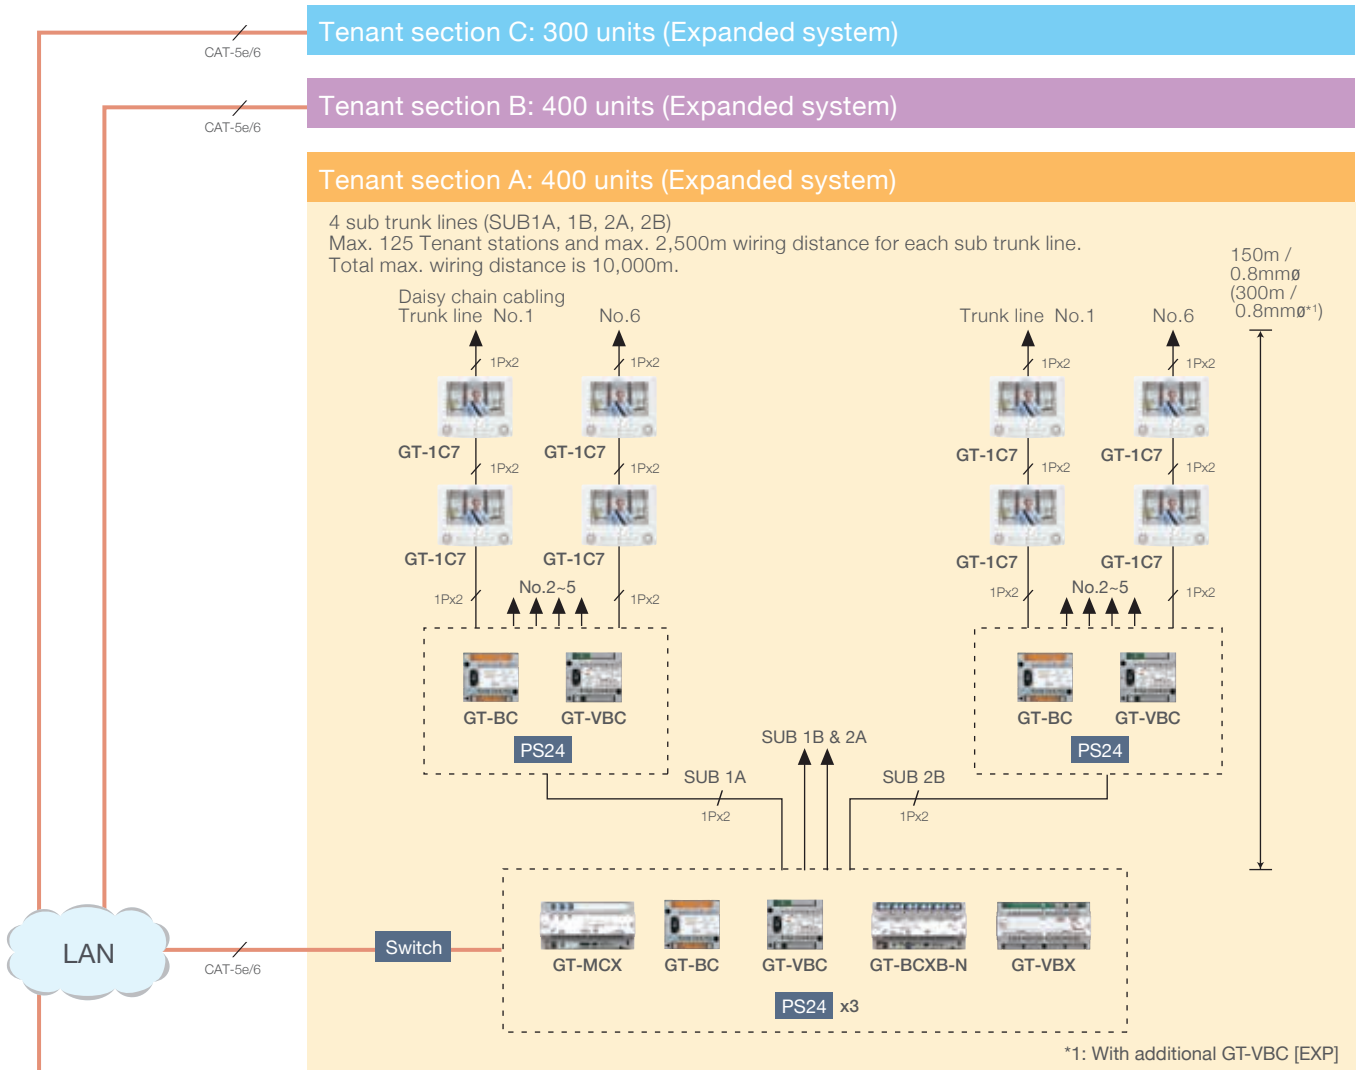 Tenant section C: 300 units (Expanded system)
CAT-5e/6
Tenant section B: 400 units (Expanded system)
CAT-5e/6
Tenant section A: 400 units (Expanded system)
4 sub trunk lines (SUB1A, 1B, 2A, 2B)
Max. 125 Tenant stations and max. 2,500m wiring distance for each sub trunk line.
Total max. wiring distance is 10,000m.
150m /
0.8mmø
(300m /
0.8mmø*1)
Daisy chain cabling
Trunk line No.1
No.6
Trunk line No.1
No.6
1Px2
1Px2
1Px2
1Px2
GT-1C7
GT-1C7
GT-1C7
GT-1C7
1Px2
1Px2
1Px2
1Px2
GT-1C7
GT-1C7
GT-1C7
GT-1C7
No.2~5
No.2~5
1Px2
1Px2
1Px2
1Px2
GT-BC
GT-VBC
GT-BC
GT-VBC
PS24
PS24
SUB 1B & 2A
SUB 1A
SUB 2B
1Px2
1Px2
LAN
CAT-5e/6
Switch
GT-MCX
GT-BC
GT-VBC
GT-BCXB-N
GT-VBX
PS24 x3
*1: With additional GT-VBC [EXP]